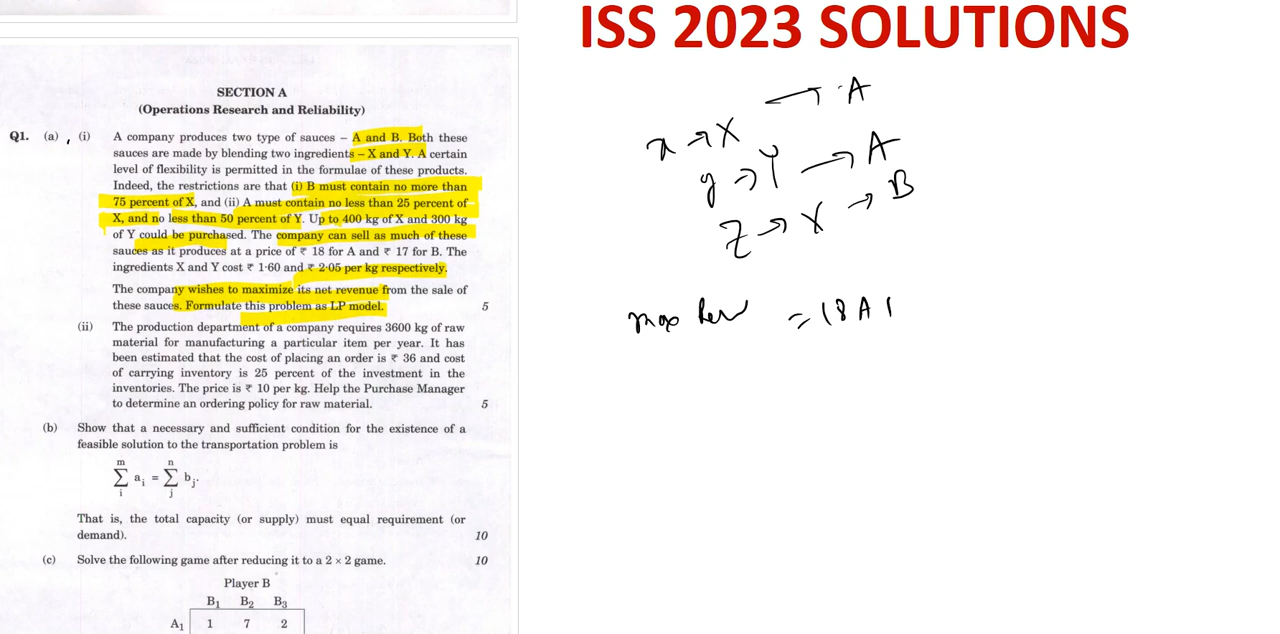 ISS 2023 SOLUTIONS
SECTION A
(Operations Research and Reliability)
Q1. (a) (i) A company produces two type of sauces – A and B. Both these
sauces are made by blending two ingredients – X and Y. A certain
level of flexibility is permitted in the formulae of these products.
Indeed, the restrictions are that (i) B must contain no more than
75 percent of X, and (ii) A must contain no less than 25 percent of
X, and no less than 50 percent of Y. Up to 400 kg of X and 300 kg
of Y could be purchased. The company can sell as much of these
sauces as it produces at a price of ₹ 18 for A and ₹ 17 for B. The
ingredients X and Y cost ₹ 1·60 and ₹ 2·05 per kg respectively.
The company wishes to maximize its net revenue from the sale of
these sauces. Formulate this problem as LP model. 5
(ii) The production department of a company requires 3600 kg of raw
material for manufacturing a particular item per year. It has
been estimated that the cost of placing an order is ₹ 36 and cost
of carrying inventory is 25 percent of the investment in the
inventories. The price is ₹ 10 per kg. Help the Purchase Manager
to determine an ordering policy for raw material. 5
(b) Show that a necessary and sufficient condition for the existence of a
feasible solution to the transportation problem is
m n
∑ aᵢ = ∑ bⱼ.
i j
That is, the total capacity (or supply) must equal requirement (or
demand). 10
(c) Solve the following game after reducing it to a 2 × 2 game. 10
Player B
B₁ B₂ B₃
A₁ 1 7 2
x → X → A
y → Y → A
z → X → B
max Rev = 18 A